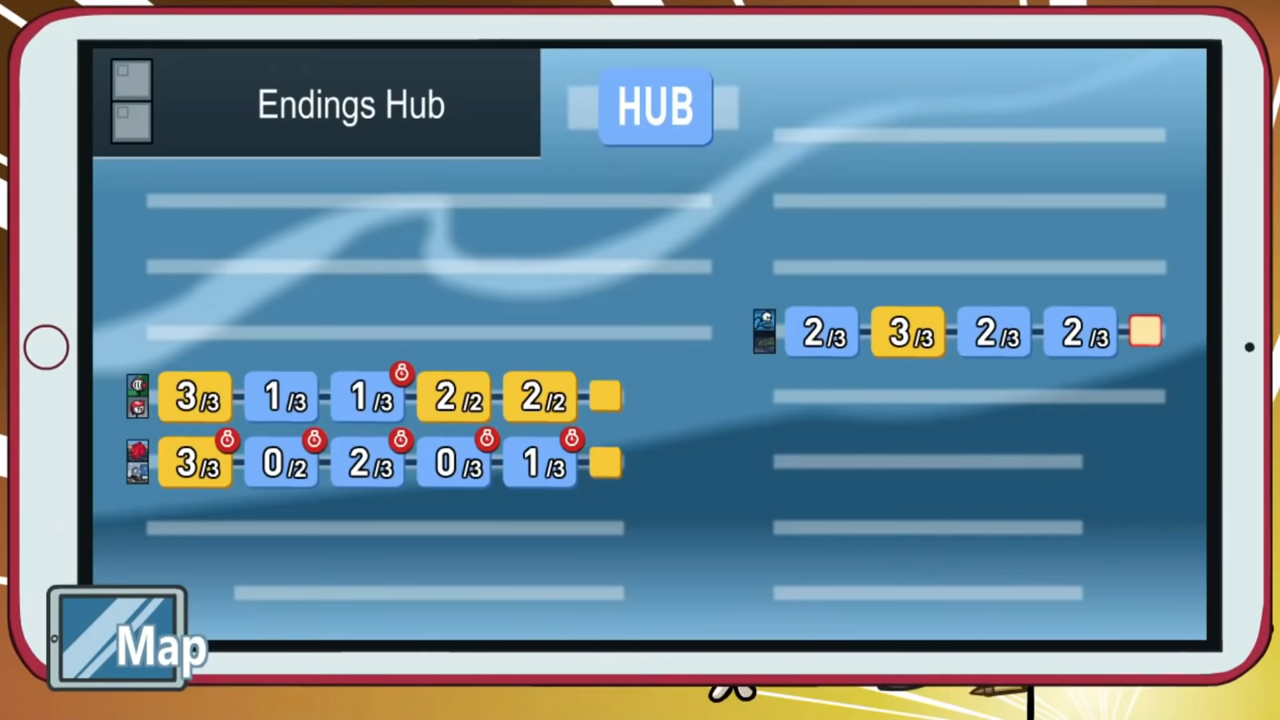 Endings Hub
HUB
2/3 3/3 2/3 2/3
3/3 1/3 1/3 2/2 2/2
3/3 0/2 2/3 0/3 1/3
Map